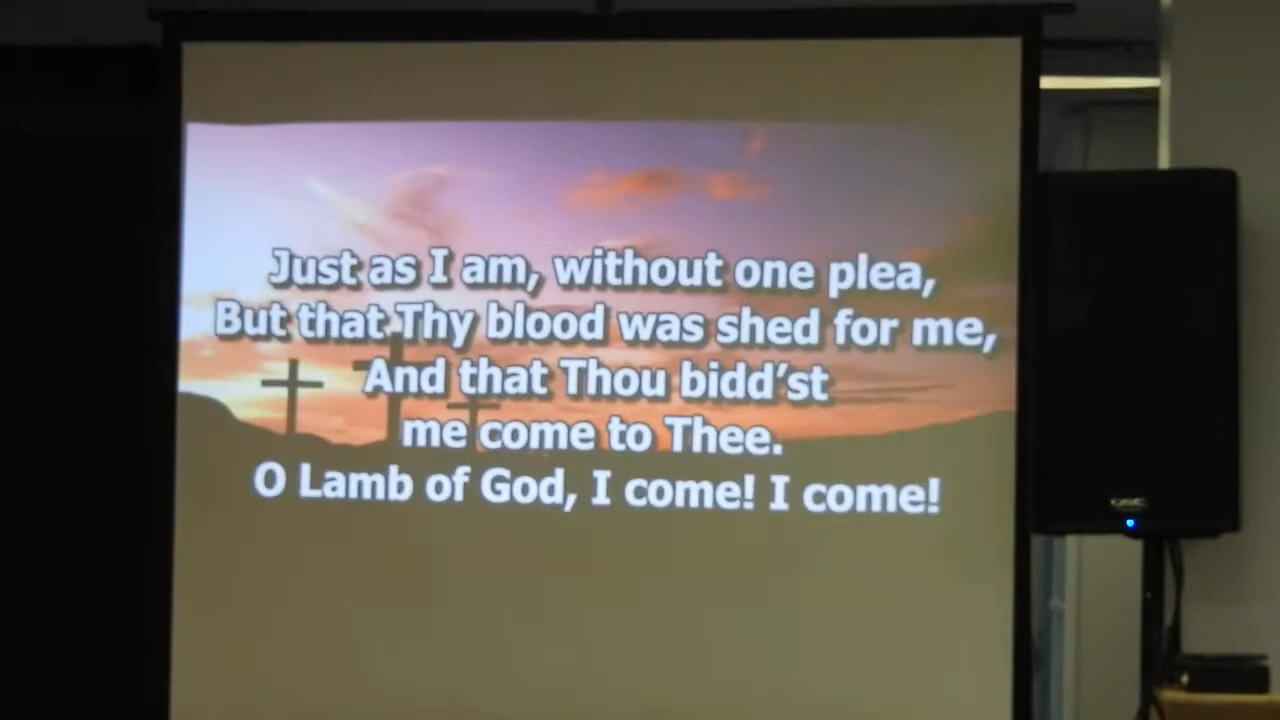 Just as I am, without one plea,
But that Thy blood was shed for me,
And that Thou bidd'st
me come to Thee.
O Lamb of God, I come! I come!
QSC